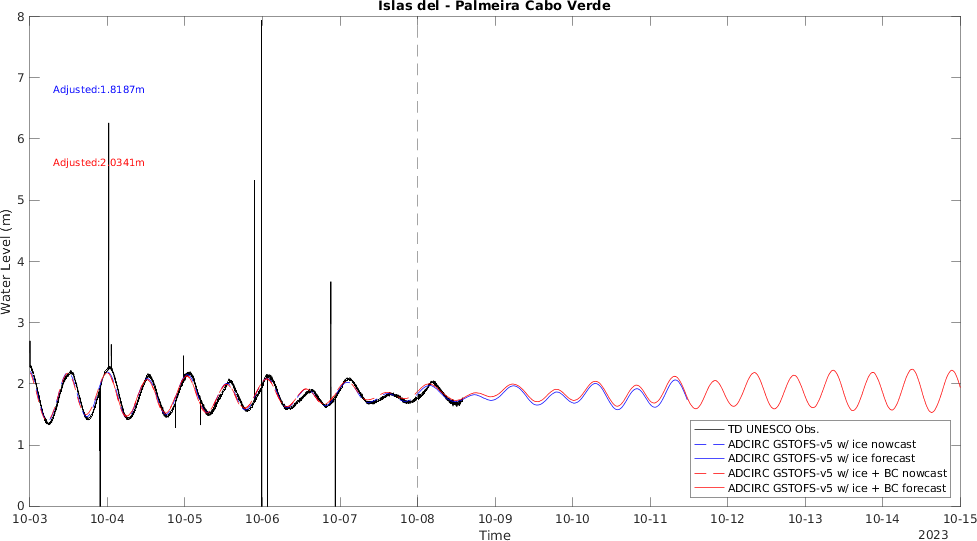 Islas del - Palmeira Cabo Verde
8
7
6
5
4
3
2
1
0
Water Level (m)
Adjusted:1.8187m
Adjusted:2.0341m
TD UNESCO Obs.
ADCIRC GSTOFS-v5 w/ ice nowcast
ADCIRC GSTOFS-v5 w/ ice forecast
ADCIRC GSTOFS-v5 w/ ice + BC nowcast
ADCIRC GSTOFS-v5 w/ ice + BC forecast
10-03 10-04 10-05 10-06 10-07 10-08 10-09 10-10 10-11 10-12 10-13 10-14 10-15
Time
2023